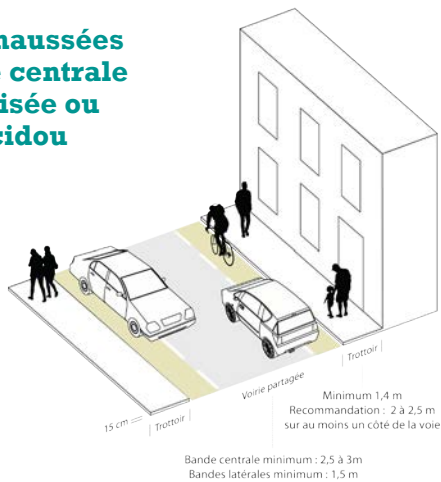 haussées
centrale
isée ou
cidou
15 cm
Trottoir
Voirie partagée
Trottoir
Minimum 1,4 m
Recommandation : 2 à 2,5 m
sur au moins un côté de la voie
Bande centrale minimum : 2,5 à 3m
Bandes latérales minimum : 1,5 m